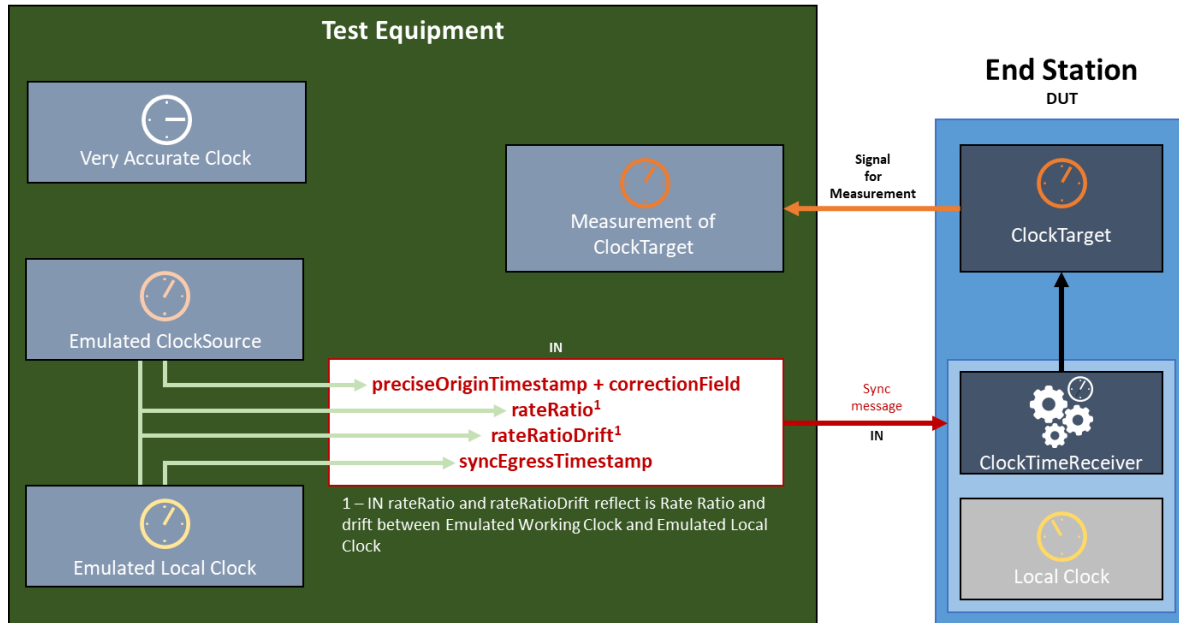 Test Equipment
Very Accurate Clock
Measurement of
ClockTarget
Emulated ClockSource
IN
preciseOriginTimestamp + correctionField
rateRatio¹
rateRatioDrift¹
syncEgressTimestamp
1 – IN rateRatio and rateRatioDrift reflect is Rate Ratio and
drift between Emulated Working Clock and Emulated Local
Clock
Emulated Local Clock
Signal
for
Measurement
Sync
message
IN
End Station
DUT
ClockTarget
ClockTimeReceiver
Local Clock